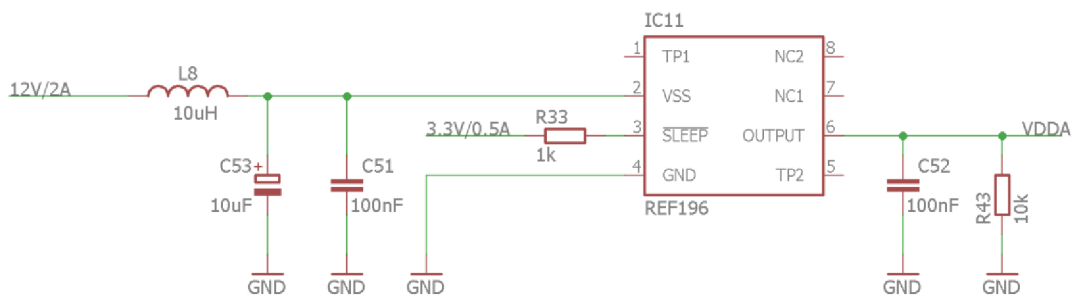 IC11
1 TP1 NC2 8
12V/2A L8 2 VSS NC1 7
10uH
3.3V/0.5A R33 3 SLEEP OUTPUT 6 VDDA
1k
C53 + C51 4 GND TP2 5 C52
10uF 100nF REF196 100nF R43 10k
GND GND GND GND GND